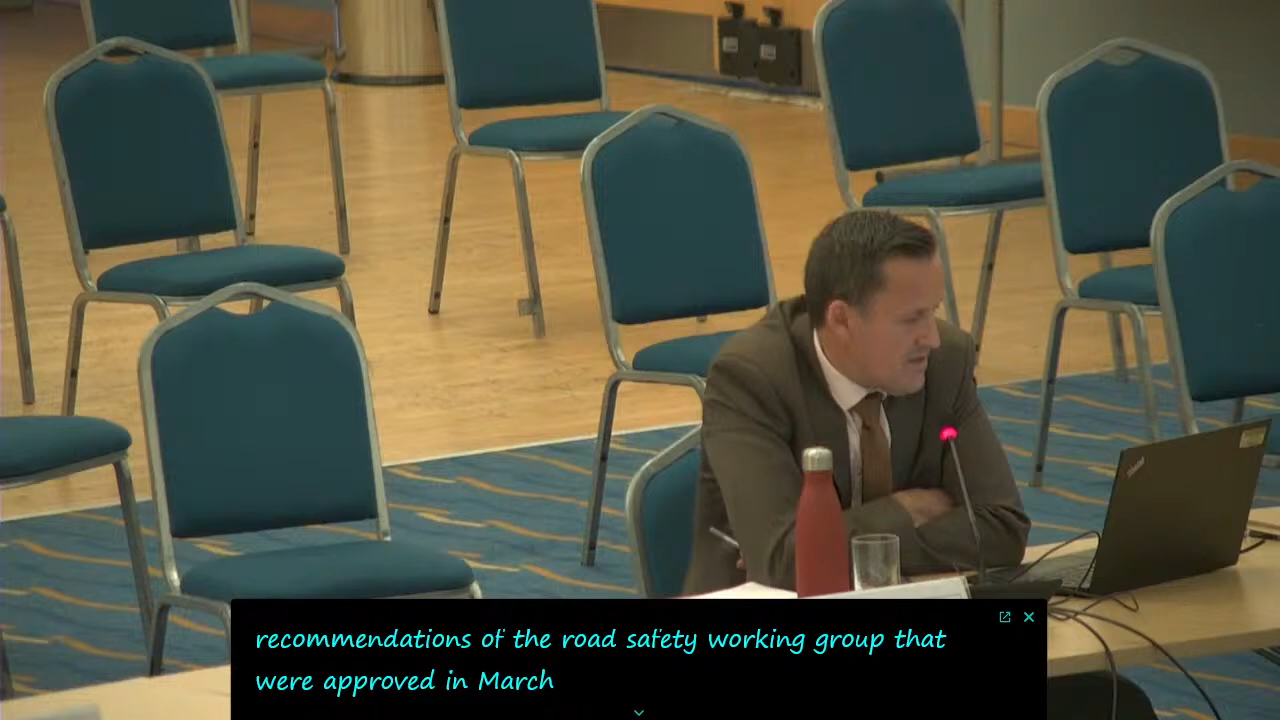 recommendations of the road safety working group that
were approved in March